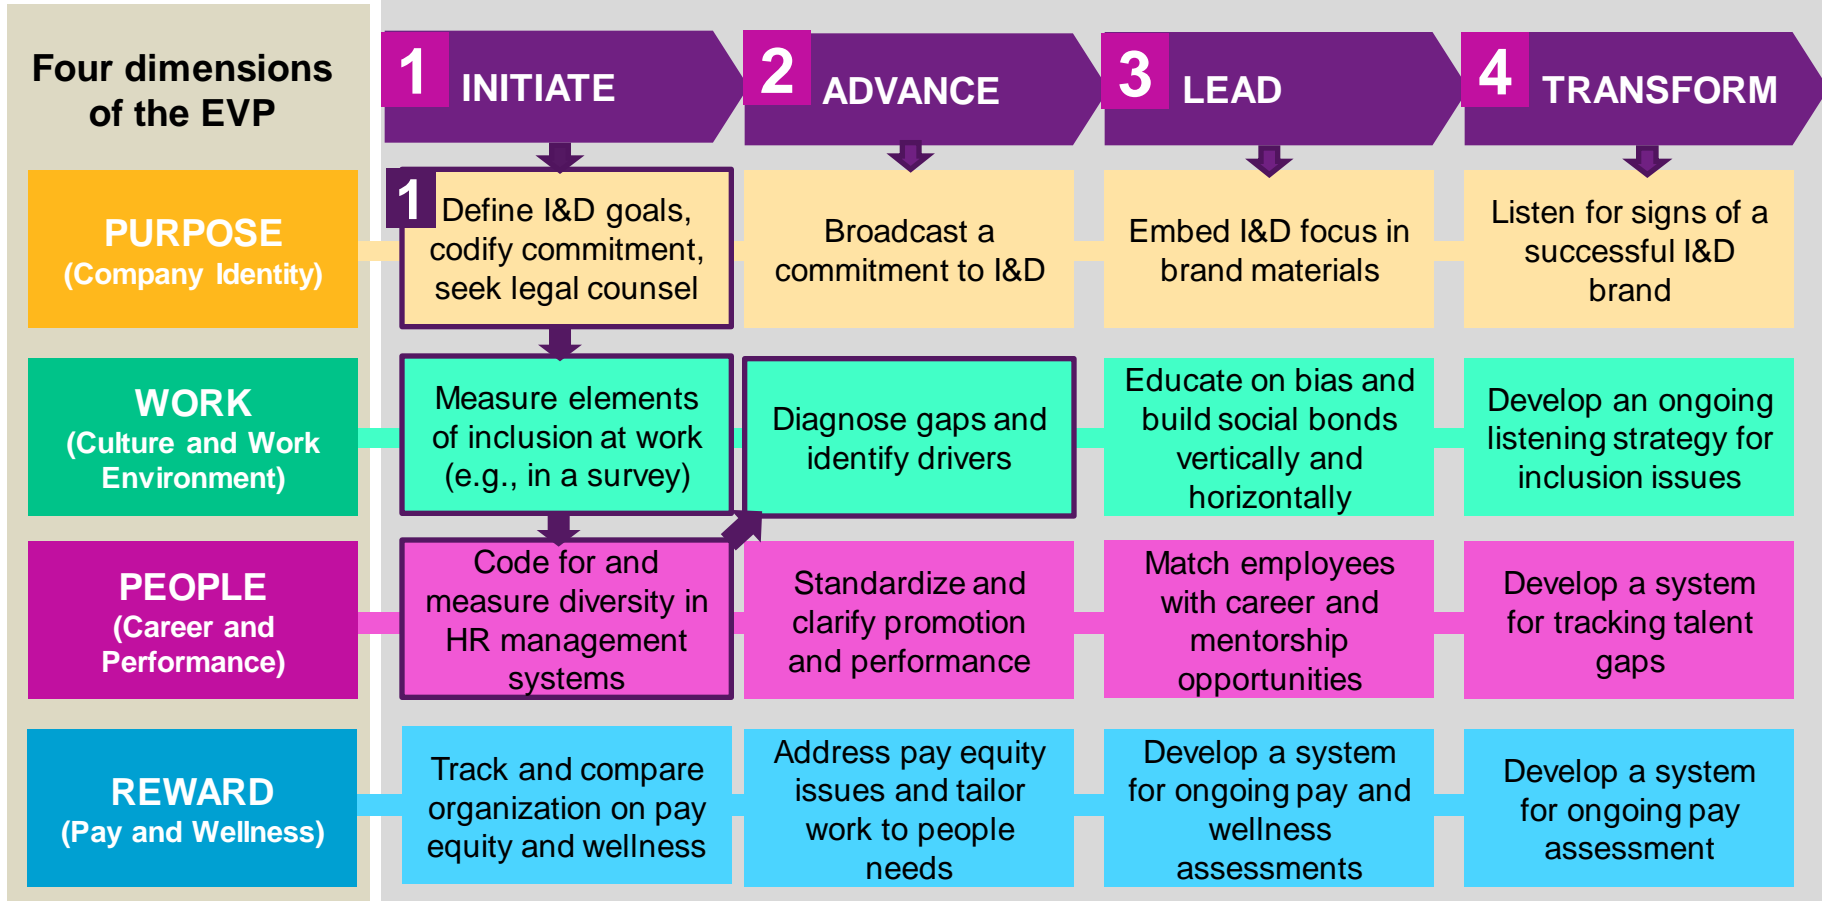 Four dimensions
of the EVP
1 INITIATE
2 ADVANCE
3 LEAD
4 TRANSFORM
PURPOSE
(Company Identity)
1
Define I&D goals,
codify commitment,
seek legal counsel
Broadcast a
commitment to I&D
Embed I&D focus in
brand materials
Listen for signs of a
successful I&D
brand
WORK
(Culture and Work
Environment)
Measure elements
of inclusion at work
(e.g., in a survey)
Diagnose gaps and
identify drivers
Educate on bias and
build social bonds
vertically and
horizontally
Develop an ongoing
listening strategy for
inclusion issues
PEOPLE
(Career and
Performance)
Code for and
measure diversity in
HR management
systems
Standardize and
clarify promotion
and performance
Match employees
with career and
mentorship
opportunities
Develop a system
for tracking talent
gaps
REWARD
(Pay and Wellness)
Track and compare
organization on pay
equity and wellness
Address pay equity
issues and tailor
work to people
needs
Develop a system
for ongoing pay and
wellness
assessments
Develop a system
for ongoing pay
assessment